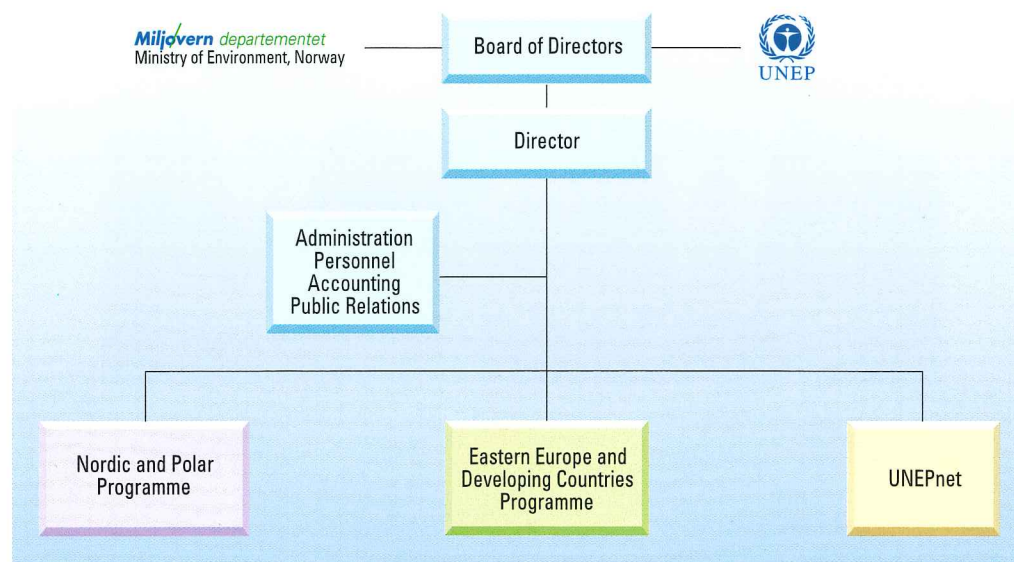 Miljøvern departementet
Ministry of Environment, Norway
Board of Directors
UNEP
Director
Administration
Personnel
Accounting
Public Relations
Nordic and Polar
Programme
Eastern Europe and
Developing Countries
Programme
UNEPnet